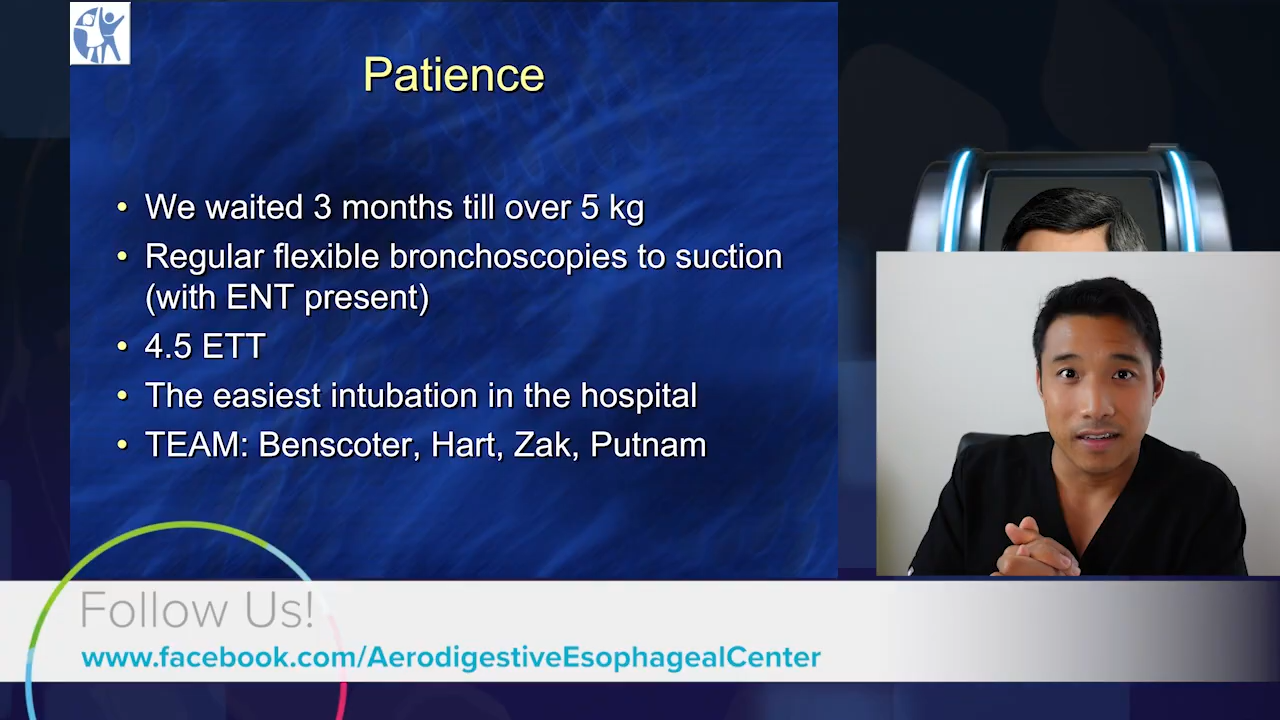 Patience
• We waited 3 months till over 5 kg
• Regular flexible bronchoscopies to suction
(with ENT present)
• 4.5 ETT
• The easiest intubation in the hospital
• TEAM: Benscoter, Hart, Zak, Putnam
Follow Us!
www.facebook.com/AerodigestiveEsophagealCenter